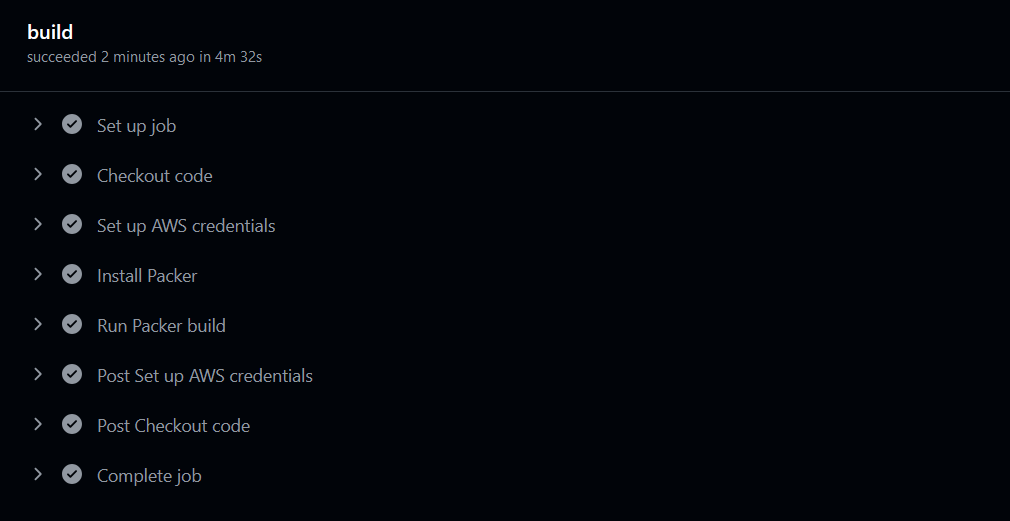 build
succeeded 2 minutes ago in 4m 32s
Set up job
Checkout code
Set up AWS credentials
Install Packer
Run Packer build
Post Set up AWS credentials
Post Checkout code
Complete job